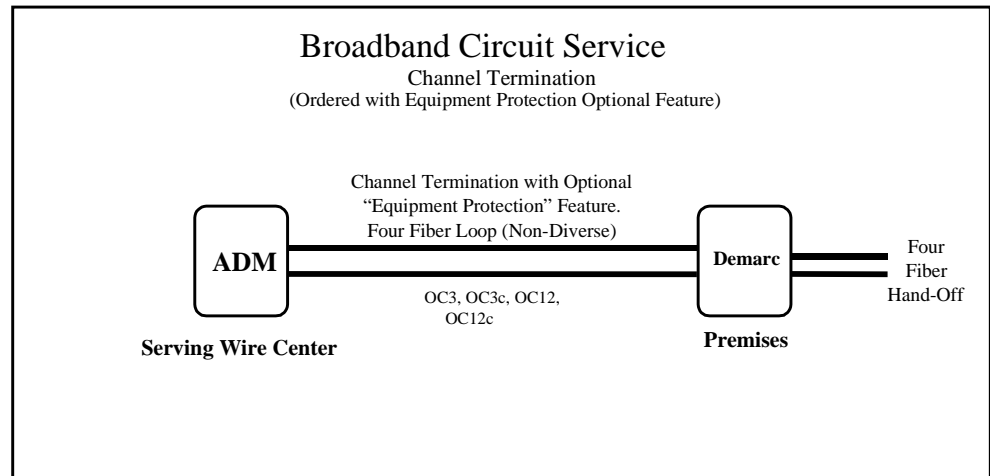 Broadband Circuit Service
Channel Termination
(Ordered with Equipment Protection Optional Feature)
Channel Termination with Optional
“Equipment Protection” Feature.
Four Fiber Loop (Non-Diverse)
ADM
Demarc
Four
Fiber
Hand-Off
OC3, OC3c, OC12,
OC12c
Serving Wire Center
Premises